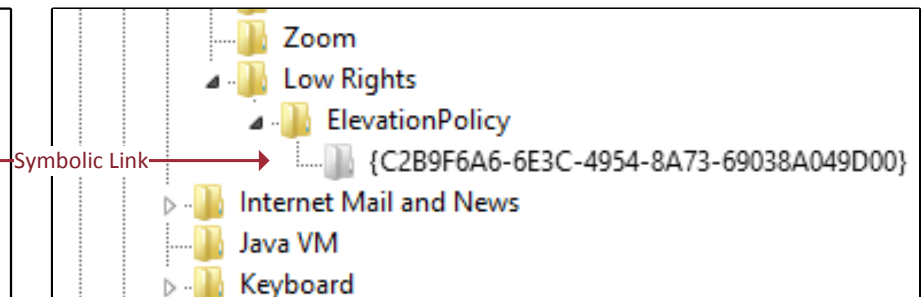 Zoom
Low Rights
ElevationPolicy
Symbolic Link
{C2B9F6A6-6E3C-4954-8A73-69038A049D00}
Internet Mail and News
Java VM
Keyboard